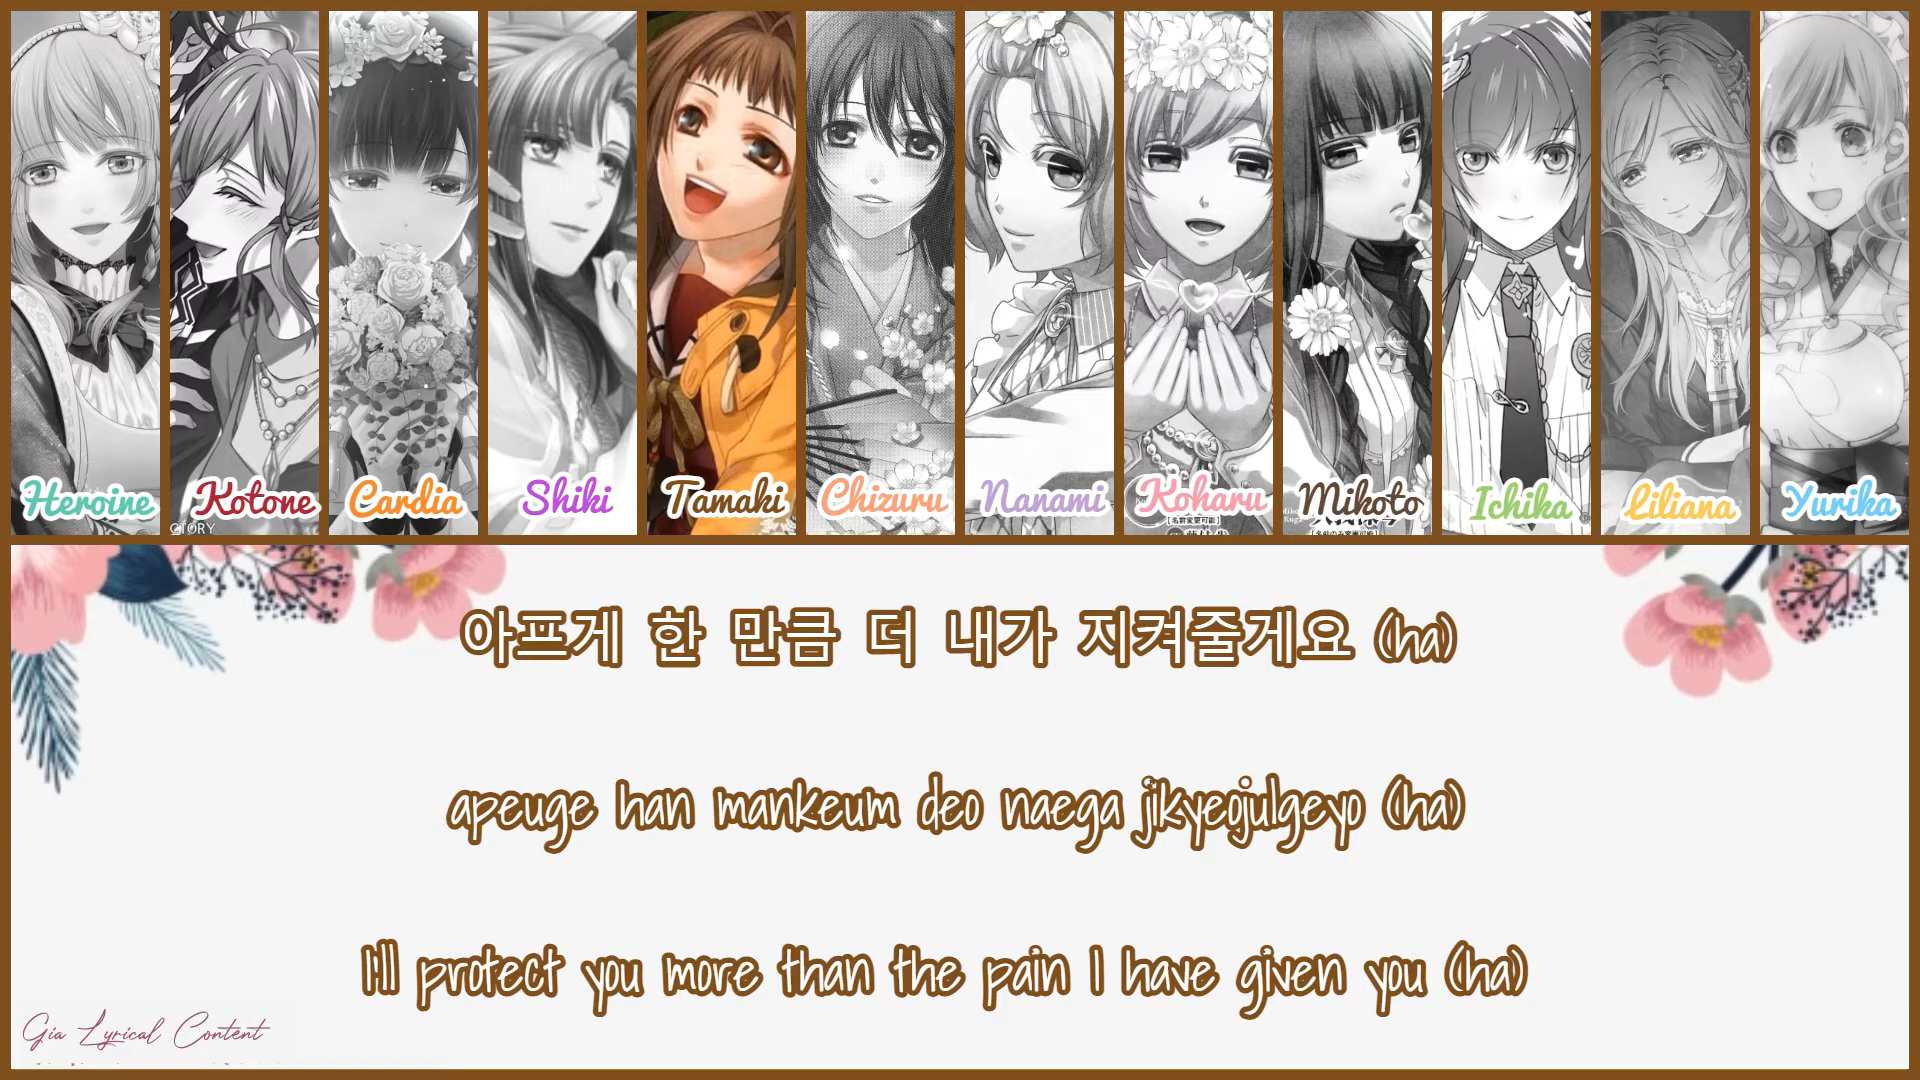 Heroine
Kotone
Cardia
Shiki
Tamaki
Chizuru
Nanami
Koharu
Mikoto
Ichika
Liliana
Yurika
아프게 한 만큼 더 내가 지켜줄게요 (ha)
apeuge han mankeum deo naega jikyeojulgeyo (ha)
I'll protect you more than the pain I have given you (ha)
Gia Lyrical Content